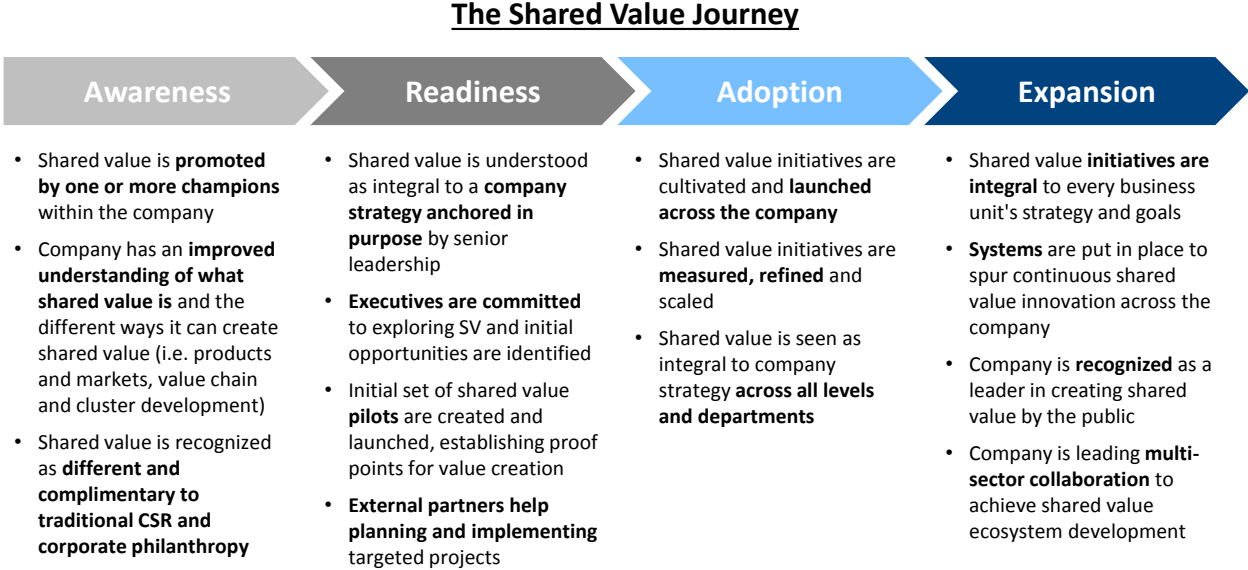 The Shared Value Journey
Awareness
Readiness
Adoption
Expansion
• Shared value is promoted
by one or more champions
within the company
• Company has an improved
understanding of what
shared value is and the
different ways it can create
shared value (i.e. products
and markets, value chain
and cluster development)
• Shared value is recognized
as different and
complimentary to
traditional CSR and
corporate philanthropy
• Shared value is understood
as integral to a company
strategy anchored in
purpose by senior
leadership
• Executives are committed
to exploring SV and initial
opportunities are identified
• Initial set of shared value
pilots are created and
launched, establishing proof
points for value creation
• External partners help
planning and implementing
targeted projects
• Shared value initiatives are
cultivated and launched
across the company
• Shared value initiatives are
measured, refined and
scaled
• Shared value is seen as
integral to company
strategy across all levels
and departments
• Shared value initiatives are
integral to every business
unit's strategy and goals
• Systems are put in place to
spur continuous shared
value innovation across the
company
• Company is recognized as a
leader in creating shared
value by the public
• Company is leading multi-
sector collaboration to
achieve shared value
ecosystem development